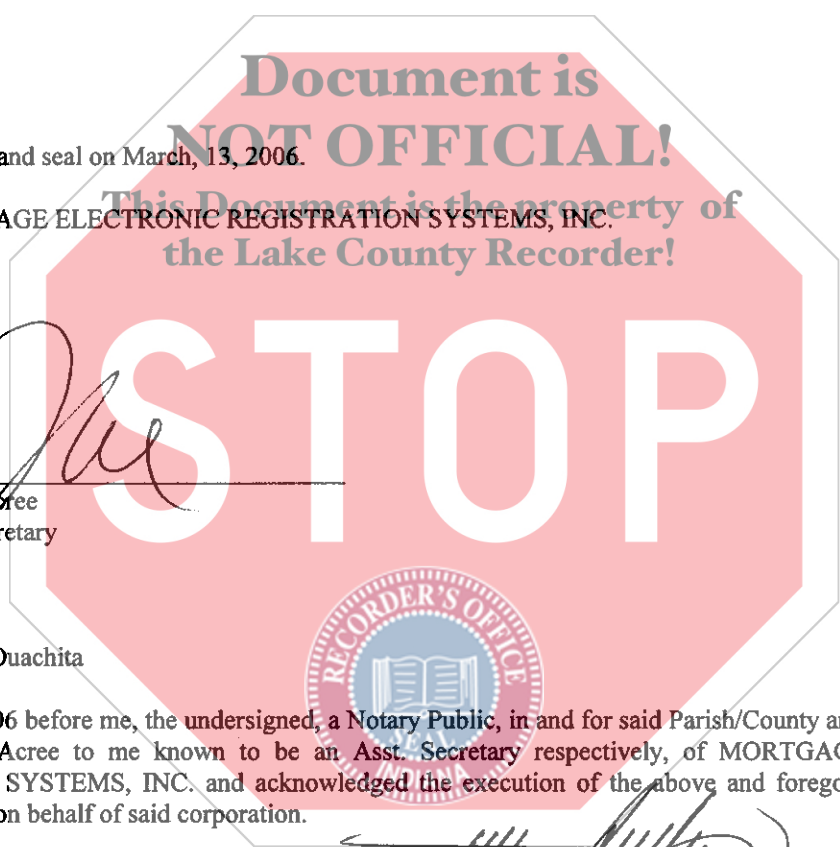 Document is
NOT OFFICIAL!
and seal on March, 13, 2006.
This Document is the property of
AGE ELECTRONIC REGISTRATION SYSTEMS, INC.
the Lake County Recorder!
STOP
ree
retary
RECORDER'S OFFICE
SEAL
INDIANA
Ouachita
06 before me, the undersigned, a Notary Public, in and for said Parish/County a
Acree to me known to be an Asst. Secretary respectively, of MORTGAG
SYSTEMS, INC. and acknowledged the execution of the above and forego
on behalf of said corporation.